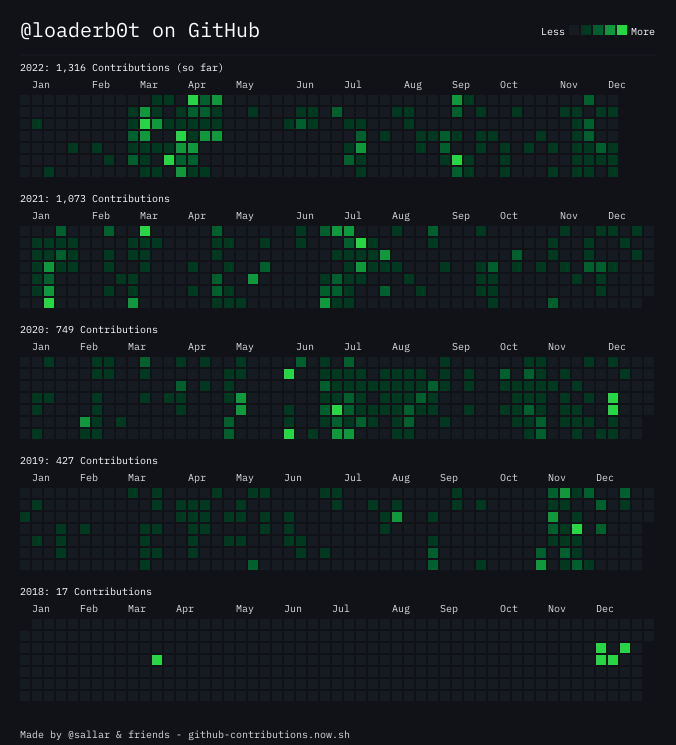 @loaderb0t on GitHub
Less More
2022: 1,316 Contributions (so far)
Jan Feb Mar Apr May Jun Jul Aug Sep Oct Nov Dec
2021: 1,073 Contributions
Jan Feb Mar Apr May Jun Jul Aug Sep Oct Nov Dec
2020: 749 Contributions
Jan Feb Mar Apr May Jun Jul Aug Sep Oct Nov Dec
2019: 427 Contributions
Jan Feb Mar Apr May Jun Jul Aug Sep Oct Nov Dec
2018: 17 Contributions
Jan Feb Mar Apr May Jun Jul Aug Sep Oct Nov Dec
Made by @sallar & friends - github-contributions.now.sh